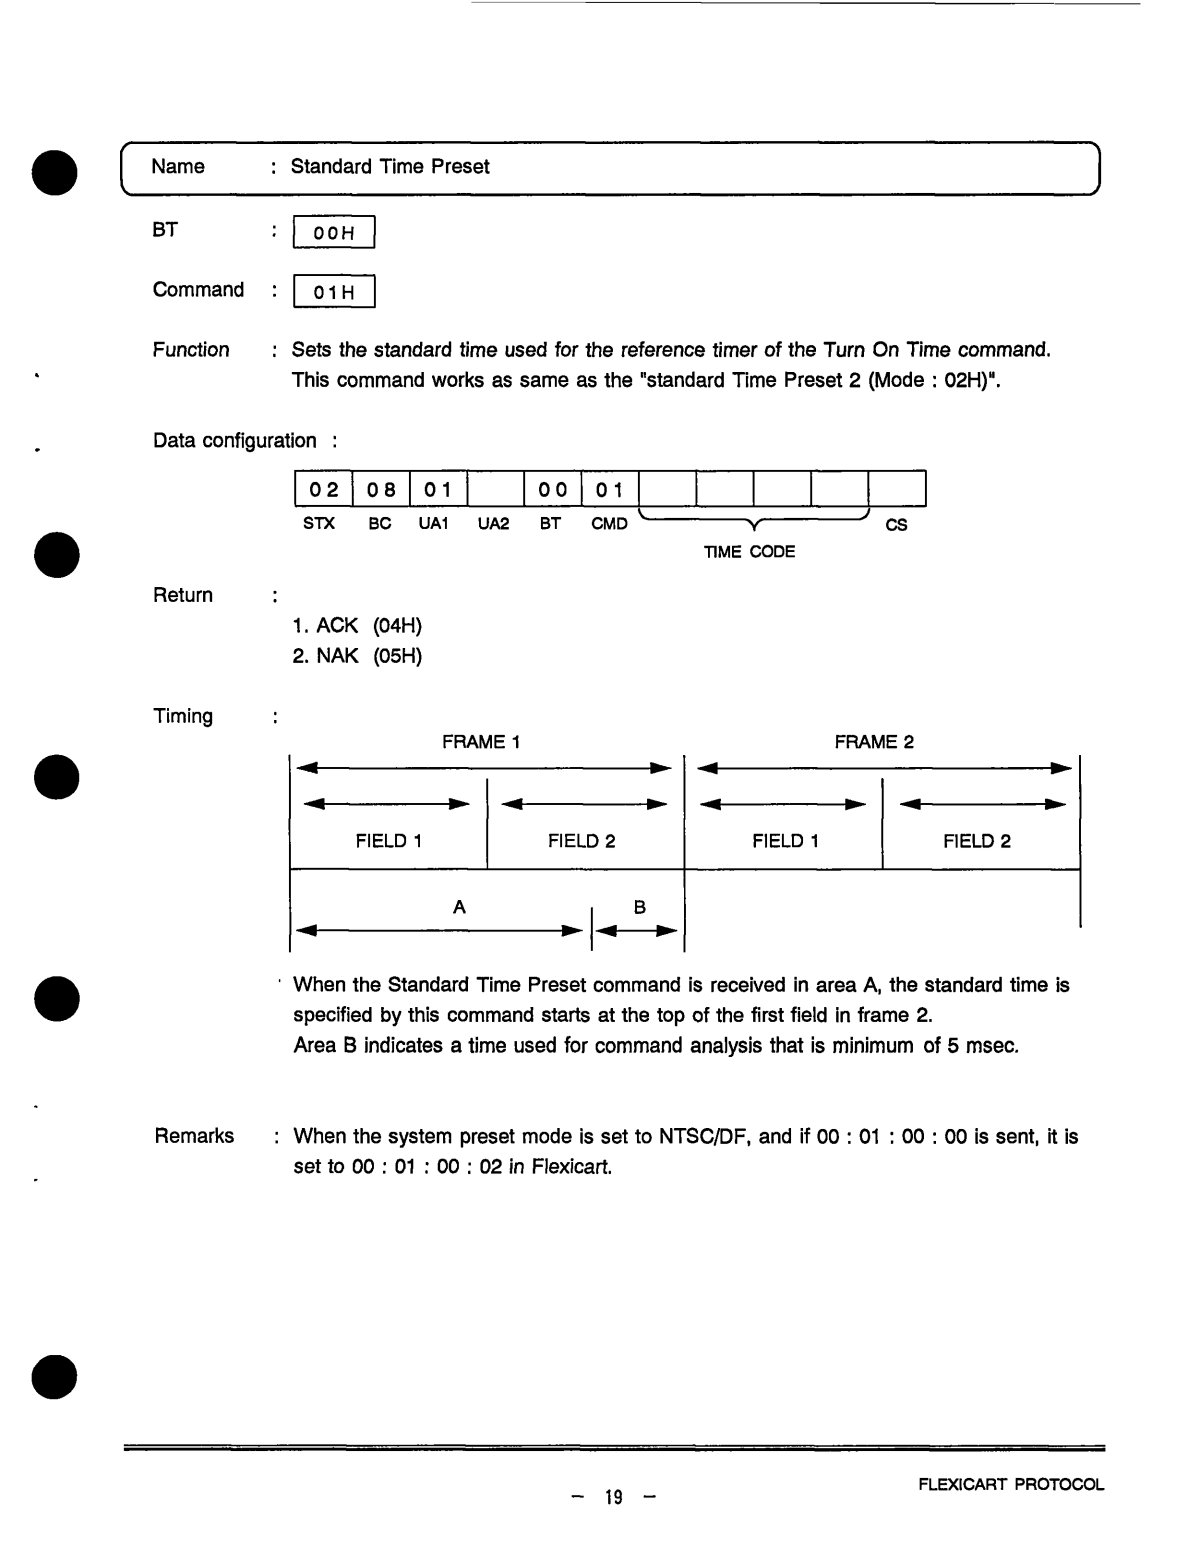 Name : Standard Time Preset
BT : 00H
Command : 01H
Function : Sets the standard time used for the reference timer of the Turn On Time command.
This command works as same as the "standard Time Preset 2 (Mode : 02H)".
Data configuration :
02 08 01 00 01
STX BC UA1 UA2 BT CMD CS
TIME CODE
Return :
1. ACK (04H)
2. NAK (05H)
Timing :
FRAME 1 FRAME 2
FIELD 1 FIELD 2 FIELD 1 FIELD 2
A B
When the Standard Time Preset command is received in area A, the standard time is
specified by this command starts at the top of the first field in frame 2.
Area B indicates a time used for command analysis that is minimum of 5 msec.
Remarks : When the system preset mode is set to NTSC/DF, and if 00 : 01 : 00 : 00 is sent, it is
set to 00 : 01 : 00 : 02 in Flexicart.
FLEXICART PROTOCOL
– 19 –